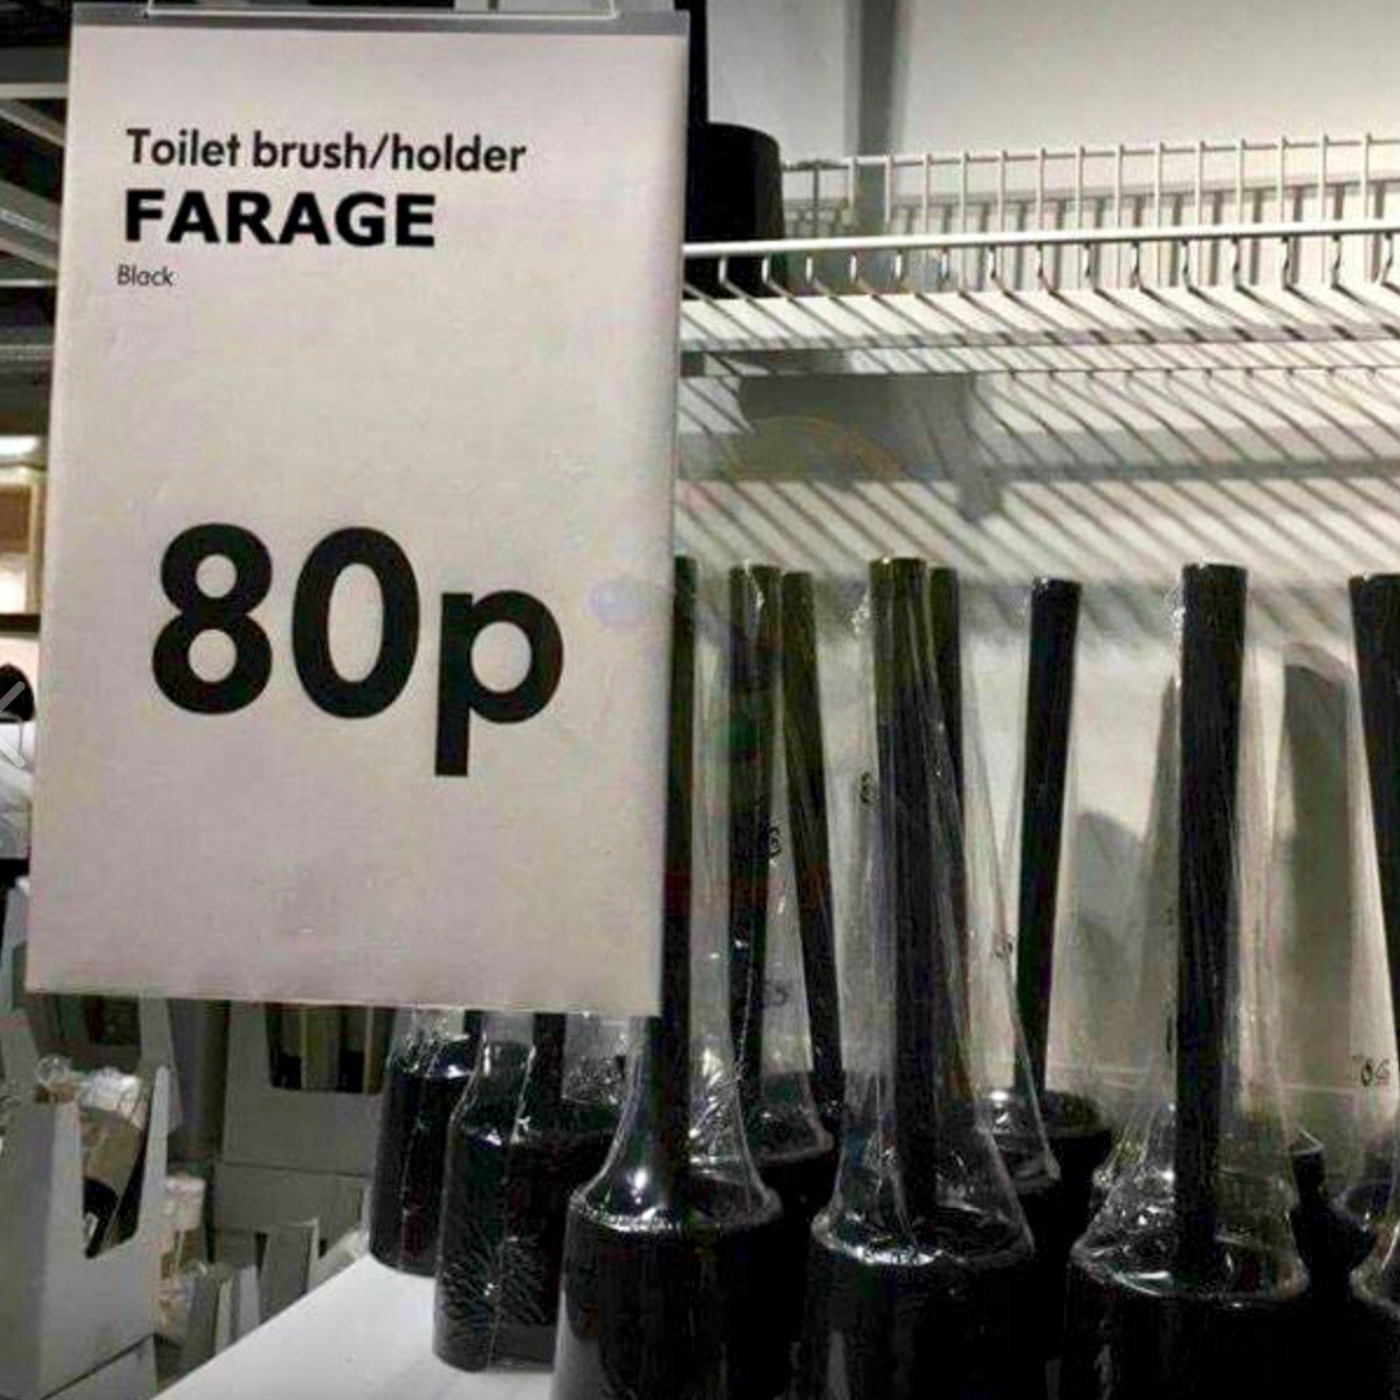 Toilet brush/holder
FARAGE
Black
80p